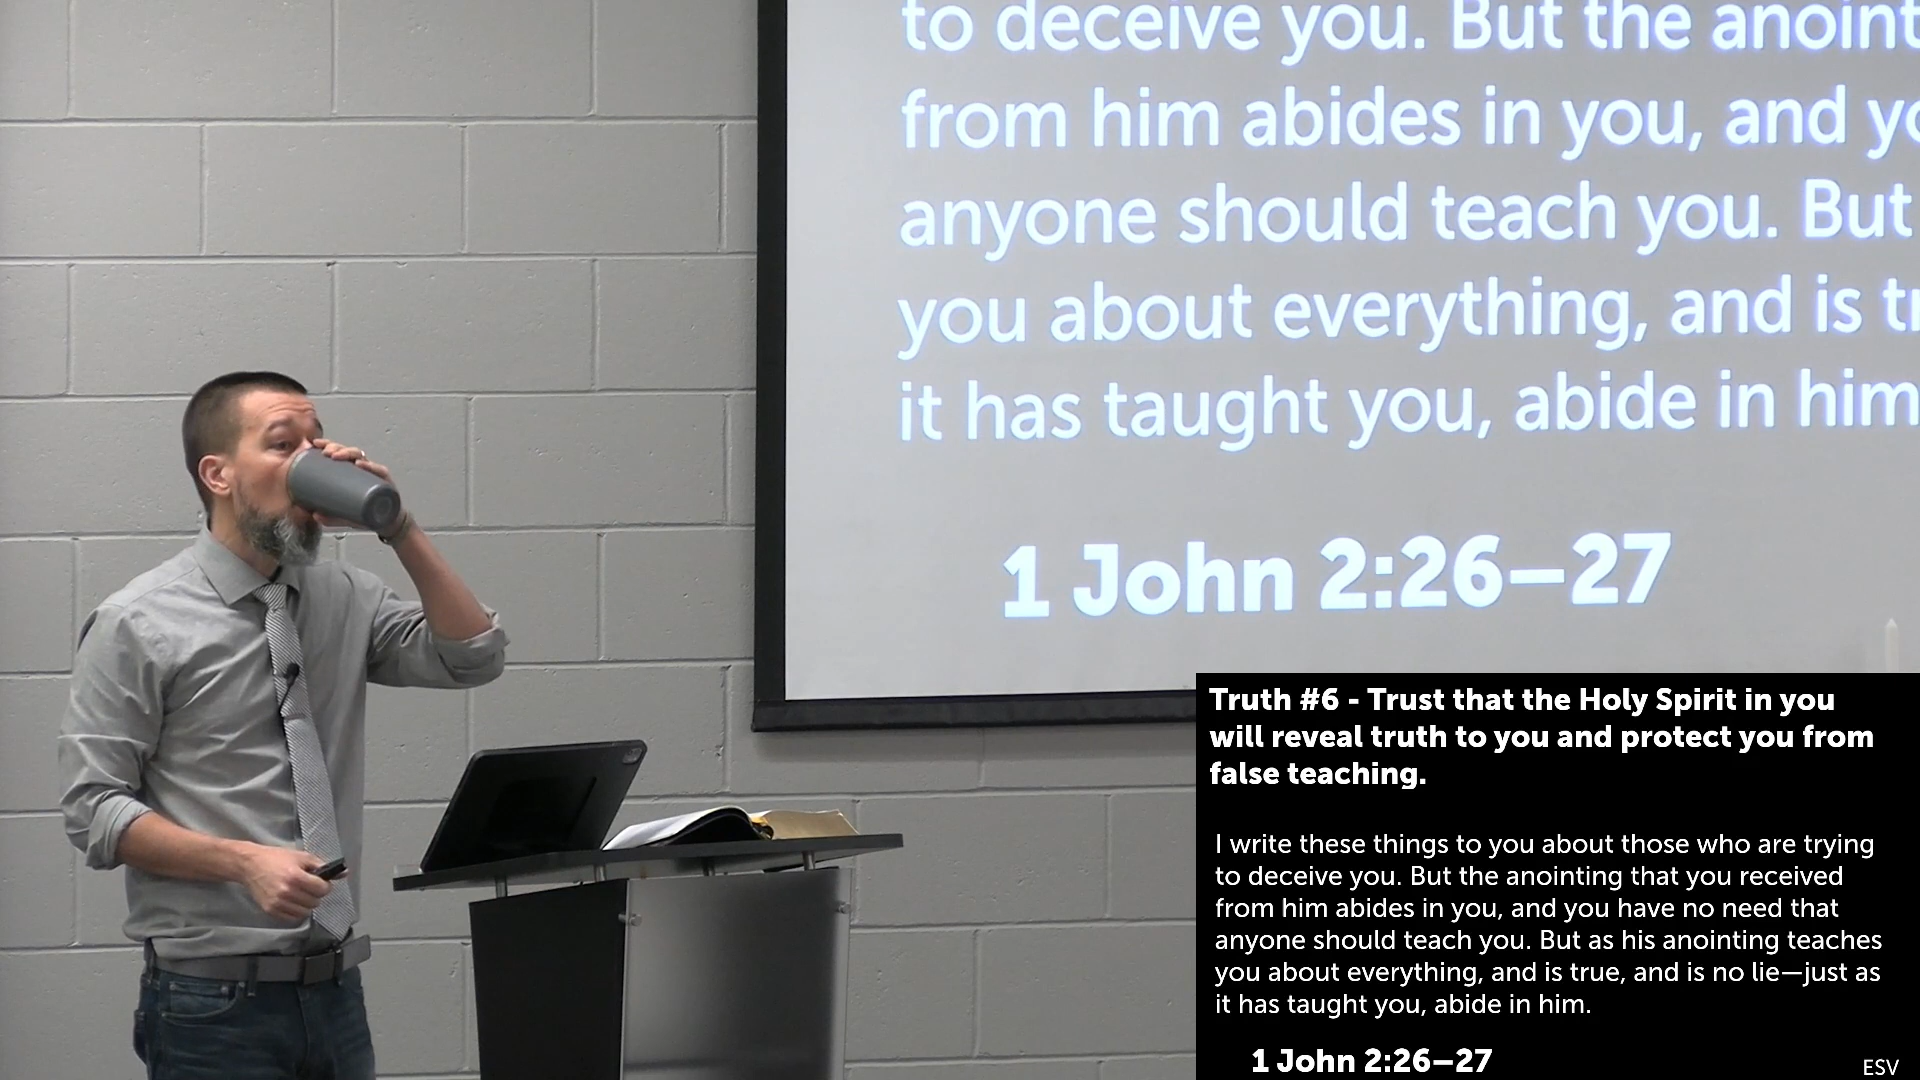 to deceive you. But the anoint
from him abides in you, and yo
anyone should teach you. But
you about everything, and is tr
it has taught you, abide in him
1 John 2:26–27
Truth #6 - Trust that the Holy Spirit in you
will reveal truth to you and protect you from
false teaching.
I write these things to you about those who are trying
to deceive you. But the anointing that you received
from him abides in you, and you have no need that
anyone should teach you. But as his anointing teaches
you about everything, and is true, and is no lie—just as
it has taught you, abide in him.
1 John 2:26–27
ESV